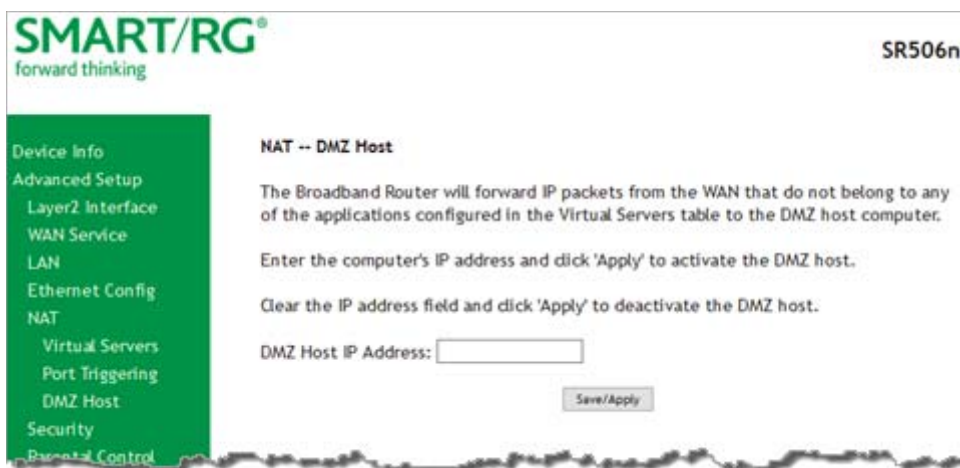 SMART/RG®
forward thinking
SR506n
Device Info
Advanced Setup
Layer2 Interface
WAN Service
LAN
Ethernet Config
NAT
Virtual Servers
Port Triggering
DMZ Host
Security
Parental Control
NAT -- DMZ Host
The Broadband Router will forward IP packets from the WAN that do not belong to any
of the applications configured in the Virtual Servers table to the DMZ host computer.
Enter the computer's IP address and click 'Apply' to activate the DMZ host.
Clear the IP address field and click 'Apply' to deactivate the DMZ host.
DMZ Host IP Address:
Save/Apply